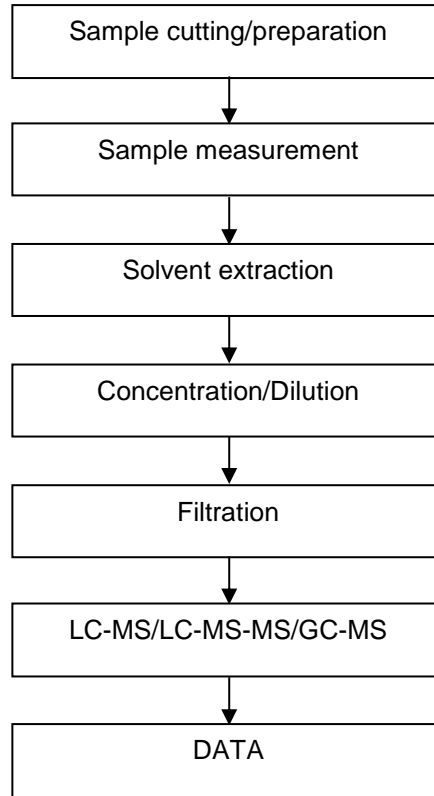 Sample cutting/preparation
Sample measurement
Solvent extraction
Concentration/Dilution
Filtration
LC-MS/LC-MS-MS/GC-MS
DATA